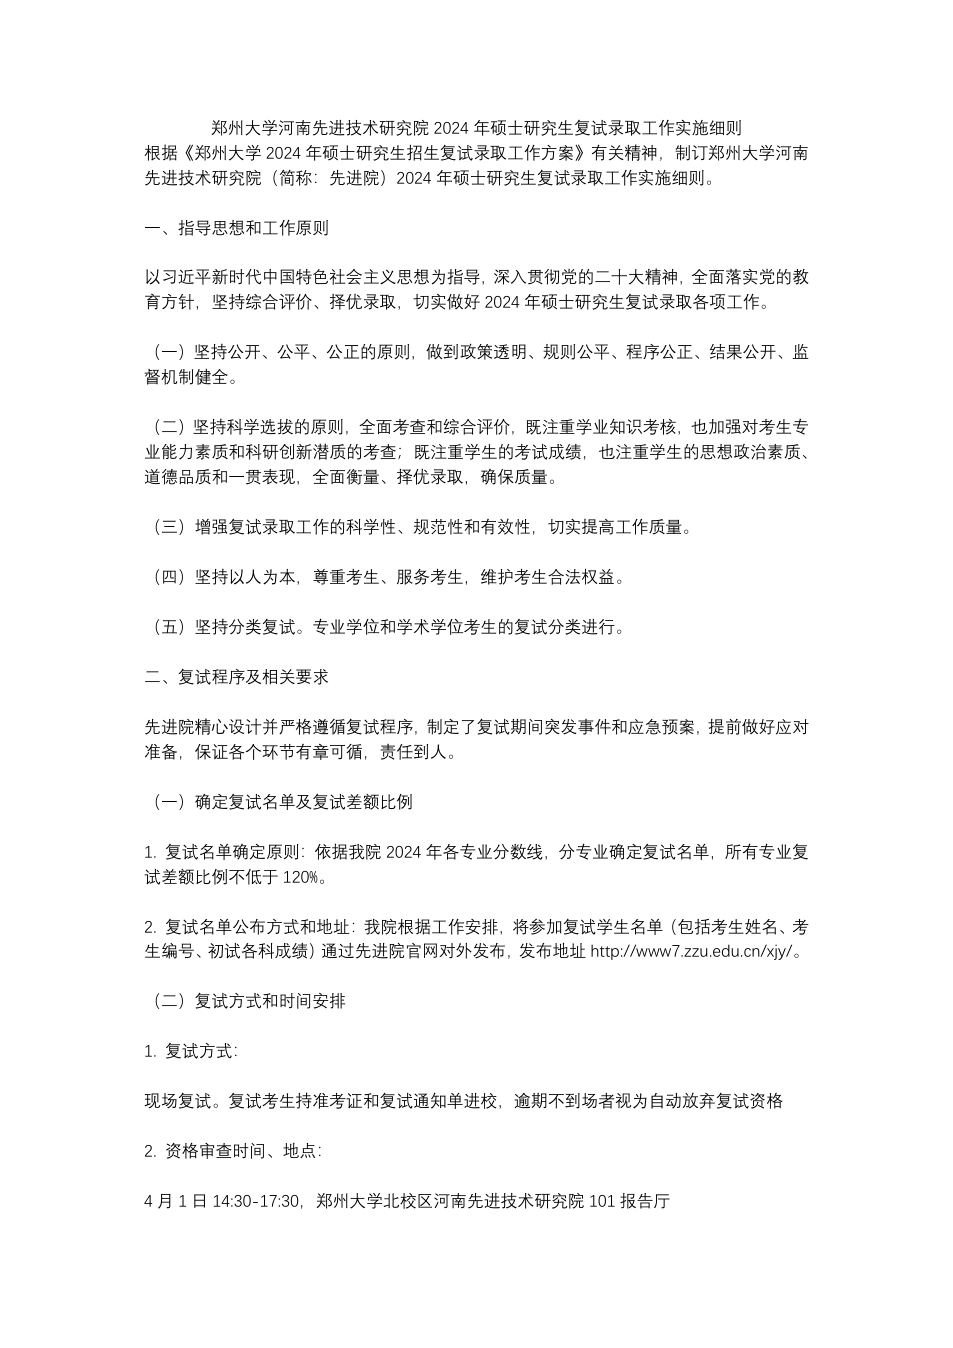 郑州大学河南先进技术研究院 2024 年硕士研究生复试录取工作实施细则
根据《郑州大学 2024 年硕士研究生招生复试录取工作方案》有关精神，制订郑州大学河南
先进技术研究院（简称：先进院）2024 年硕士研究生复试录取工作实施细则。
一、指导思想和工作原则
以习近平新时代中国特色社会主义思想为指导，深入贯彻党的二十大精神，全面落实党的教
育方针，坚持综合评价、择优录取，切实做好 2024 年硕士研究生复试录取各项工作。
（一）坚持公开、公平、公正的原则，做到政策透明、规则公平、程序公正、结果公开、监
督机制健全。
（二）坚持科学选拔的原则，全面考查和综合评价，既注重学业知识考核，也加强对考生专
业能力素质和科研创新潜质的考查；既注重学生的考试成绩，也注重学生的思想政治素质、
道德品质和一贯表现，全面衡量、择优录取，确保质量。
（三）增强复试录取工作的科学性、规范性和有效性，切实提高工作质量。
（四）坚持以人为本，尊重考生、服务考生，维护考生合法权益。
（五）坚持分类复试。专业学位和学术学位考生的复试分类进行。
二、复试程序及相关要求
先进院精心设计并严格遵循复试程序，制定了复试期间突发事件和应急预案，提前做好应对
准备，保证各个环节有章可循，责任到人。
（一）确定复试名单及复试差额比例
1. 复试名单确定原则：依据我院 2024 年各专业分数线，分专业确定复试名单，所有专业复
试差额比例不低于 120%。
2. 复试名单公布方式和地址：我院根据工作安排，将参加复试学生名单（包括考生姓名、考
生编号、初试各科成绩）通过先进院官网对外发布，发布地址 http://www7.zzu.edu.cn/xjy/。
（二）复试方式和时间安排
1. 复试方式：
现场复试。复试考生持准考证和复试通知单进校，逾期不到场者视为自动放弃复试资格
2. 资格审查时间、地点：
4 月 1 日 14:30-17:30，郑州大学北校区河南先进技术研究院 101 报告厅